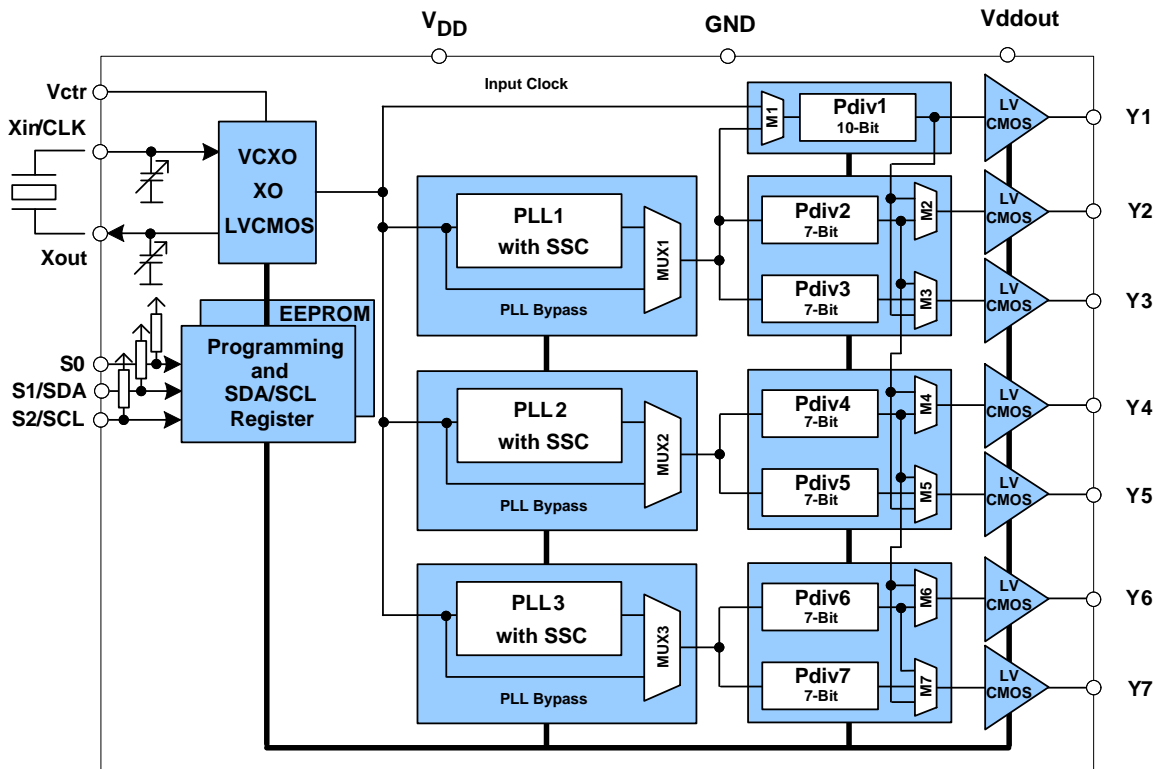 VDD
GND
Vddout
Vctr
Xin/CLK
Xout
S0
S1/SDA
S2/SCL
VCXO
XO
LVCMOS
EEPROM
Programming
and
SDA/SCL
Register
Input Clock
PLL1
with SSC
MUX1
PLL Bypass
PLL2
with SSC
MUX2
PLL Bypass
PLL3
with SSC
MUX3
PLL Bypass
M1
Pdiv1
10-Bit
Pdiv2
7-Bit
M2
Pdiv3
7-Bit
M3
Pdiv4
7-Bit
M4
Pdiv5
7-Bit
M5
Pdiv6
7-Bit
M6
Pdiv7
7-Bit
M7
LV
CMOS
Y1
LV
CMOS
Y2
LV
CMOS
Y3
LV
CMOS
Y4
LV
CMOS
Y5
LV
CMOS
Y6
LV
CMOS
Y7